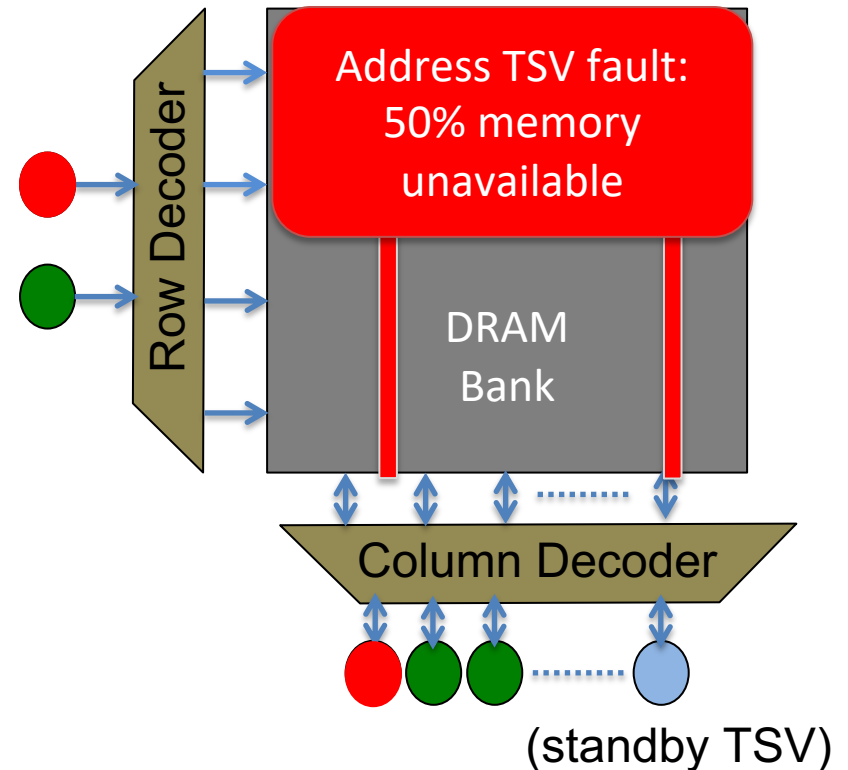 Address TSV fault:
50% memory
unavailable
Row Decoder
DRAM
Bank
Column Decoder
(standby TSV)